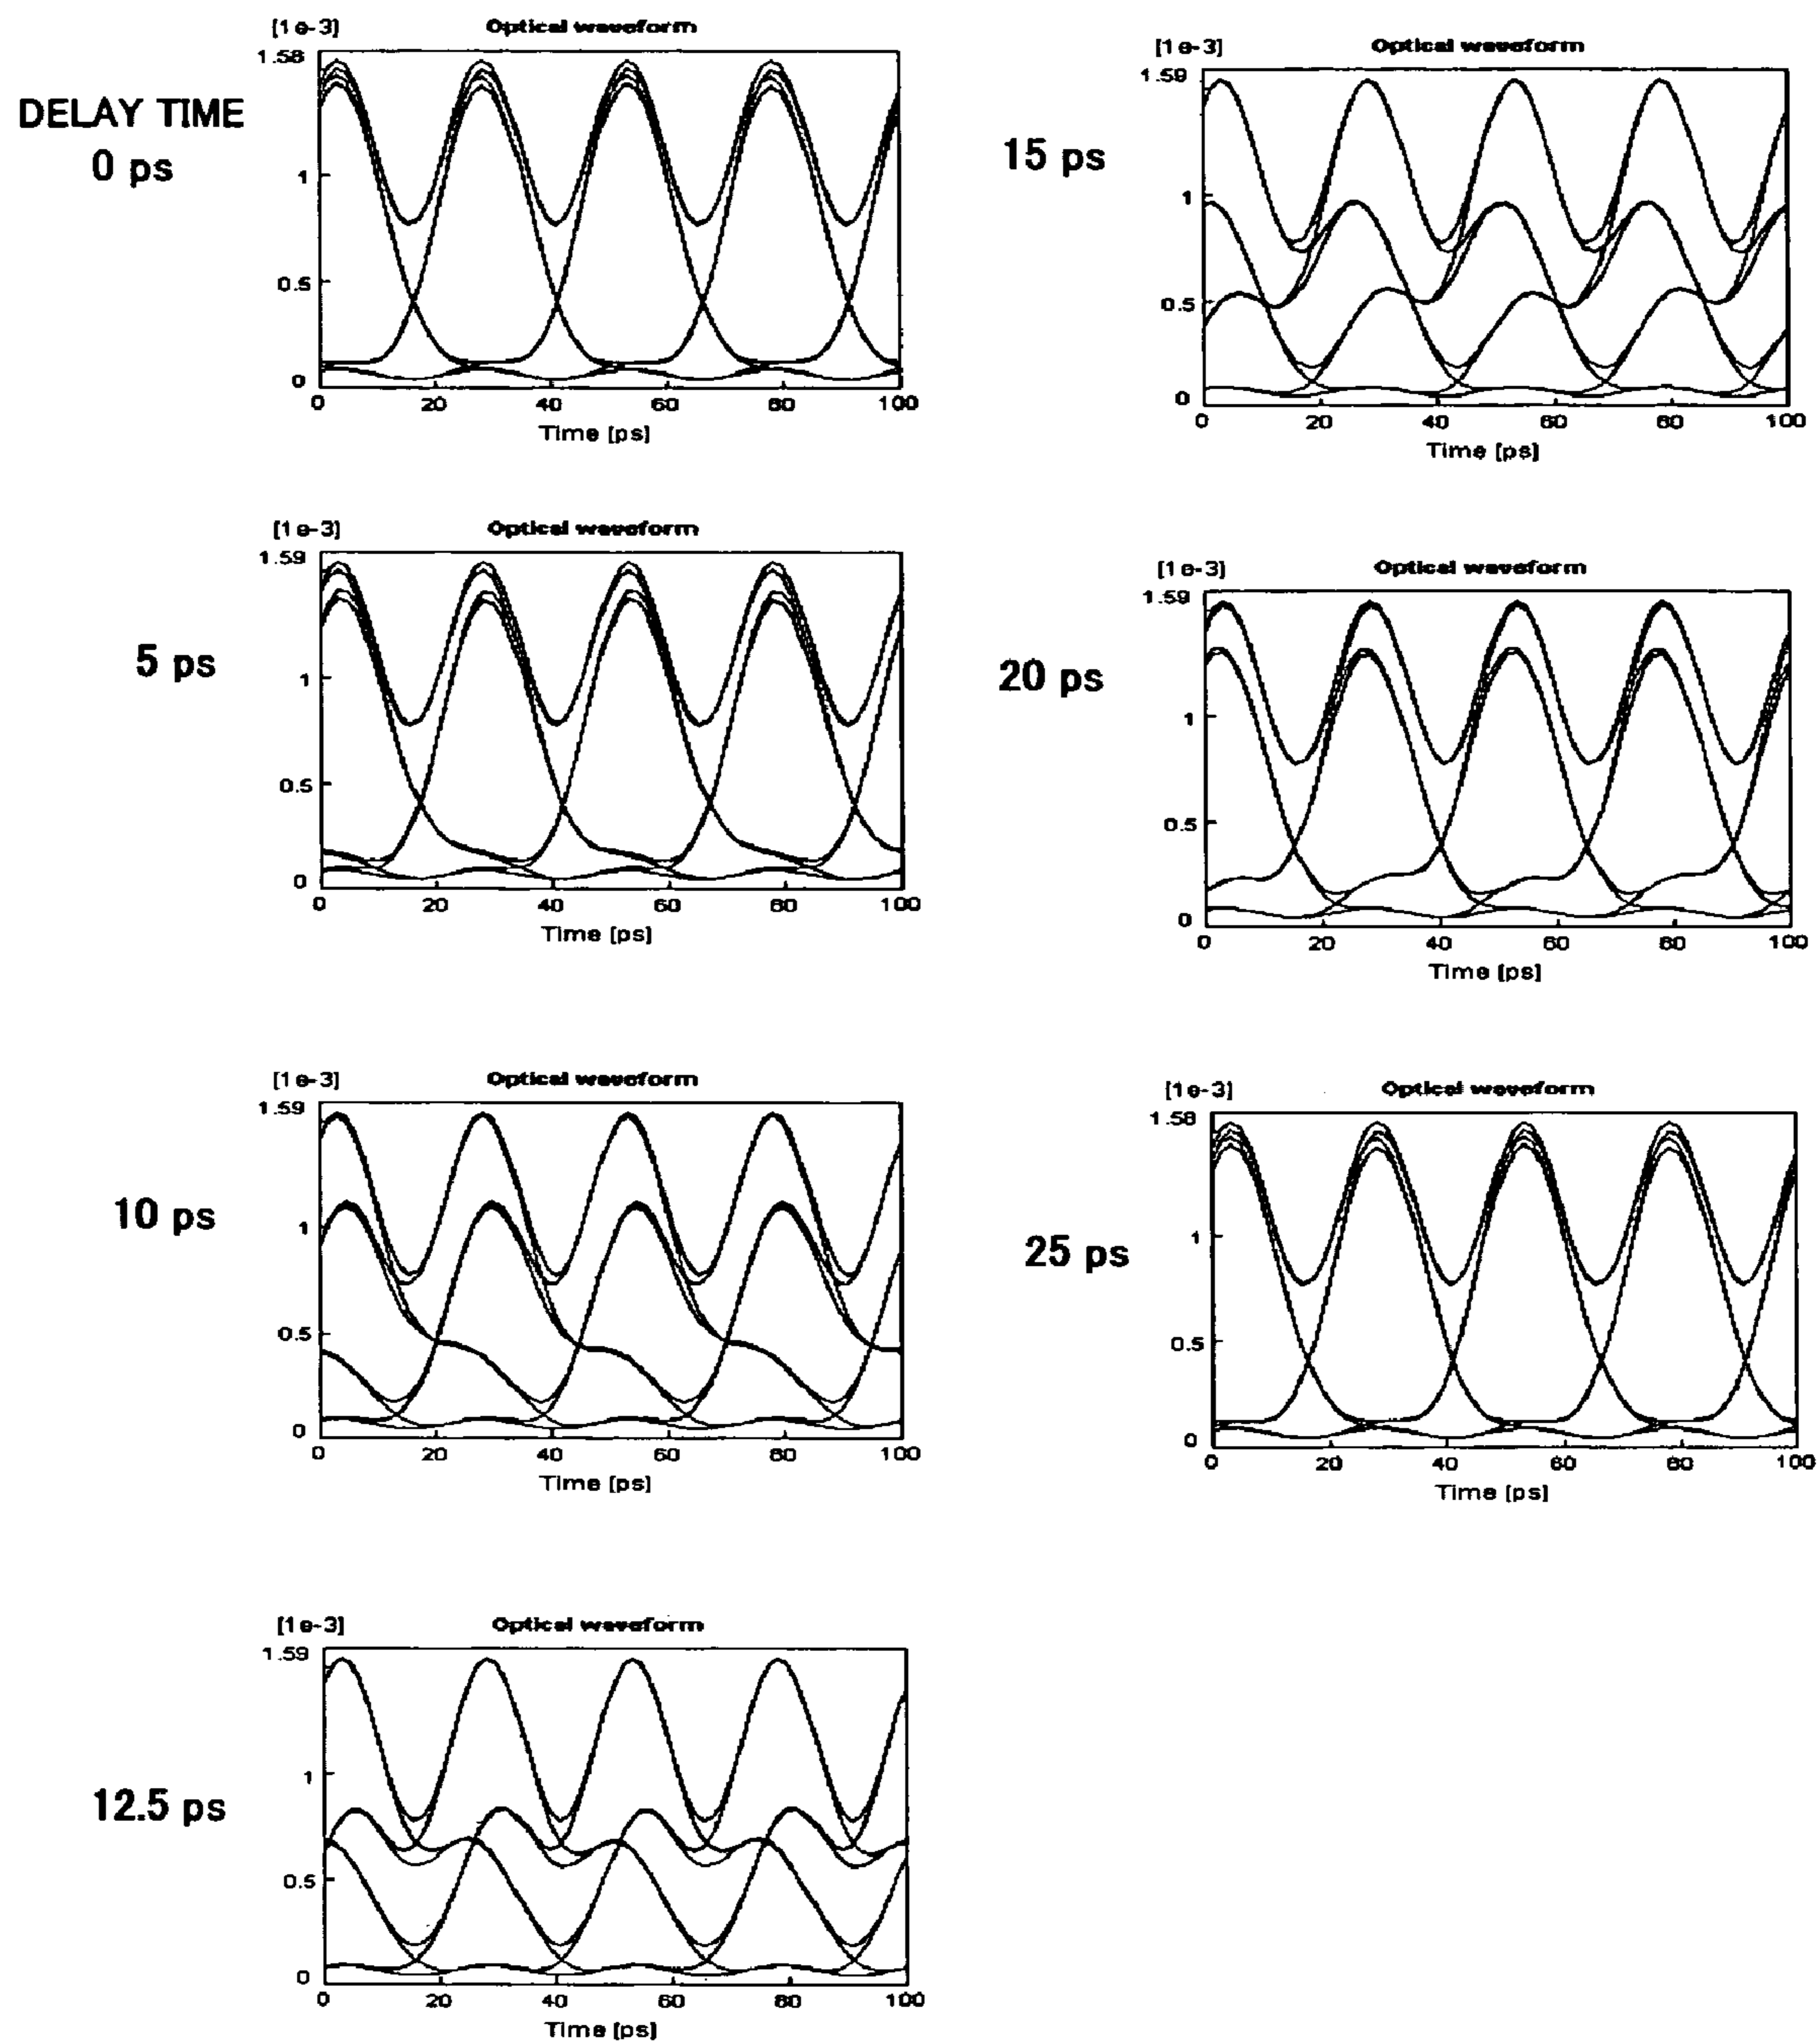 DELAY TIME
0 ps
[1e-3]
Optical waveform
1.58
1
0.5
0
0 20 40 60 80 100
Time [ps]
5 ps
[1e-3]
Optical waveform
1.59
1
0.5
0
0 20 40 60 80 100
Time [ps]
10 ps
[1e-3]
Optical waveform
1.59
1
0.5
0
0 20 40 60 80 100
Time [ps]
12.5 ps
[1e-3]
Optical waveform
1.59
1
0.5
0
0 20 40 60 80 100
Time [ps]
15 ps
[1e-3]
Optical waveform
1.59
1
0.5
0
0 20 40 60 80 100
Time [ps]
20 ps
[1e-3]
Optical waveform
1.59
1
0.5
0
0 20 40 60 80 100
Time [ps]
25 ps
[1e-3]
Optical waveform
1.58
1
0.5
0
0 20 40 60 80 100
Time [ps]